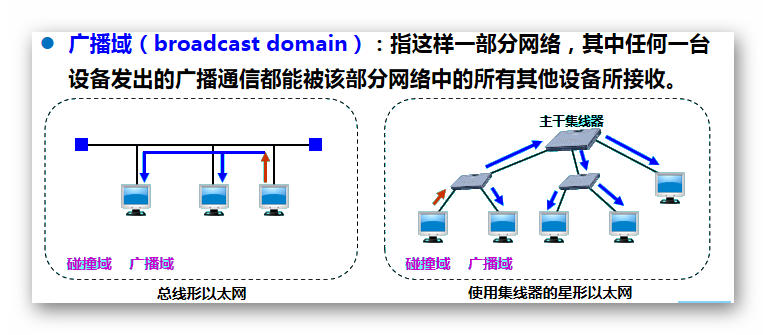 广播域（broadcast domain）：指这样一部分网络，其中任何一台
设备发出的广播通信都能被该部分网络中的所有其他设备所接收。
主干集线器
碰撞域 广播域
碰撞域 广播域
总线形以太网
使用集线器的星形以太网